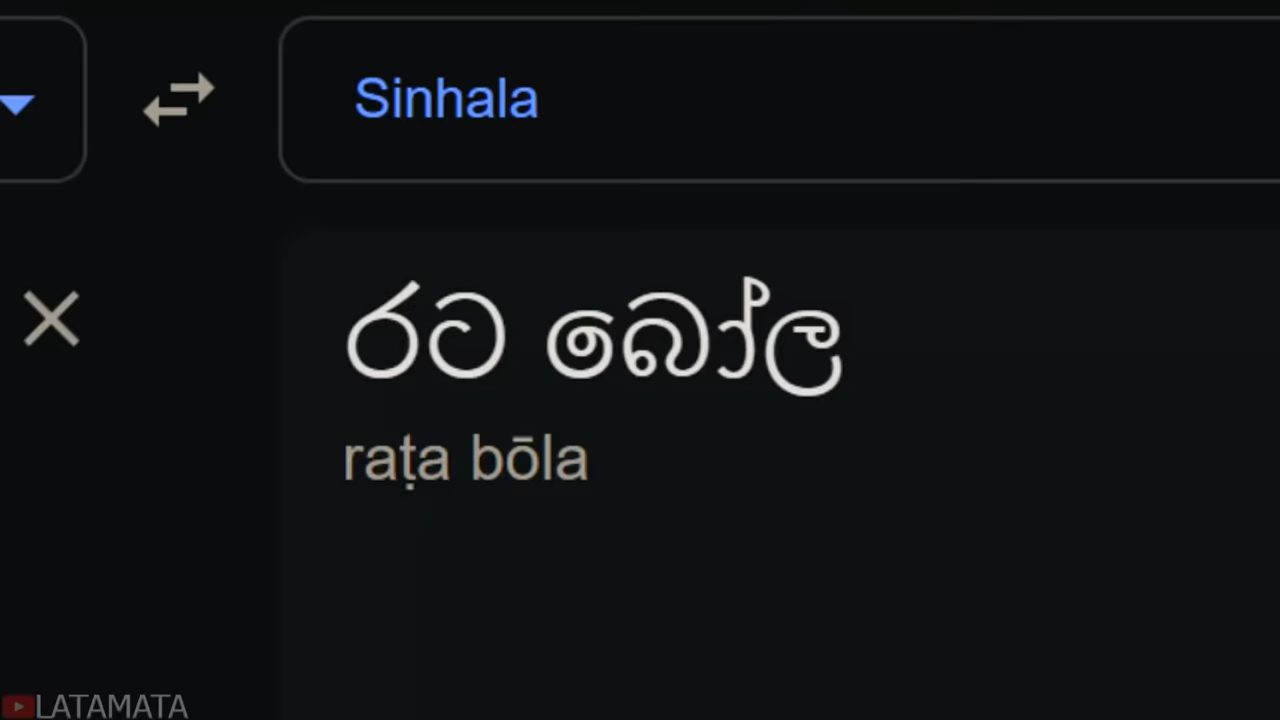 Sinhala
රට බෝල
raṭa bōla
LATAMATA